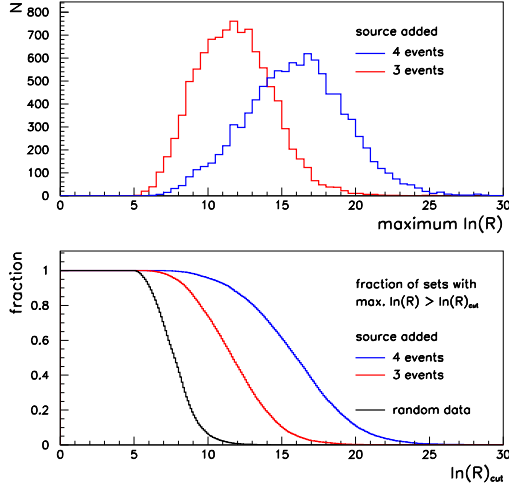 N
800
700
600
500
400
300
200
100
0
source added
4 events
3 events
0 5 10 15 20 25 30
maximum ln(R)
fraction
1
0.8
0.6
0.4
0.2
0
fraction of sets with
max. ln(R) > ln(R)cut
source added
4 events
3 events
random data
0 5 10 15 20 25 30
ln(R)cut